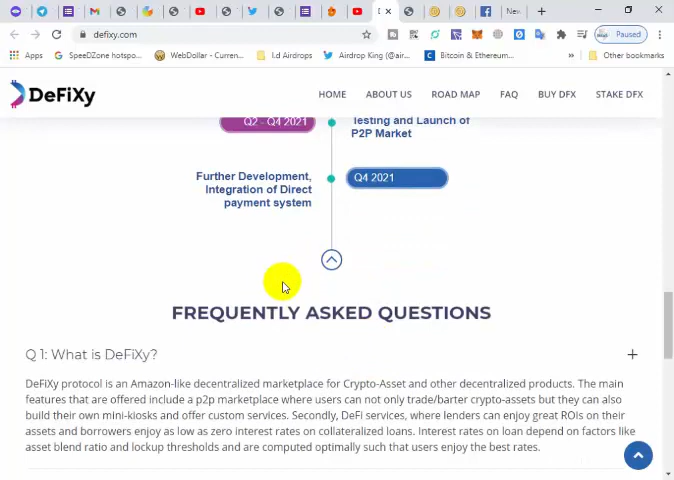 New
defixy.com
Paused
Apps
SpeeDZone hotspo...
WebDollar - Curren...
I.d Airdrops
Airdrop King (@air...
Bitcoin & Ethereum...
»
Other bookmarks
DeFiXy
HOME
ABOUT US
ROAD MAP
FAQ
BUY DFX
STAKE DFX
Q2 - Q4 2021
Testing and Launch of
P2P Market
Further Development,
Integration of Direct
payment system
Q4 2021
FREQUENTLY ASKED QUESTIONS
Q 1: What is DeFiXy?
+
DeFiXy protocol is an Amazon-like decentralized marketplace for Crypto-Asset and other decentralized products. The main
features that are offered include a p2p marketplace where users can not only trade/barter crypto-assets but they can also
build their own mini-kiosks and offer custom services. Secondly, DeFi services, where lenders can enjoy great ROIs on their
assets and borrowers enjoy as low as zero interest rates on collateralized loans. Interest rates on loan depend on factors like
asset blend ratio and lockup thresholds and are computed optimally such that users enjoy the best rates.